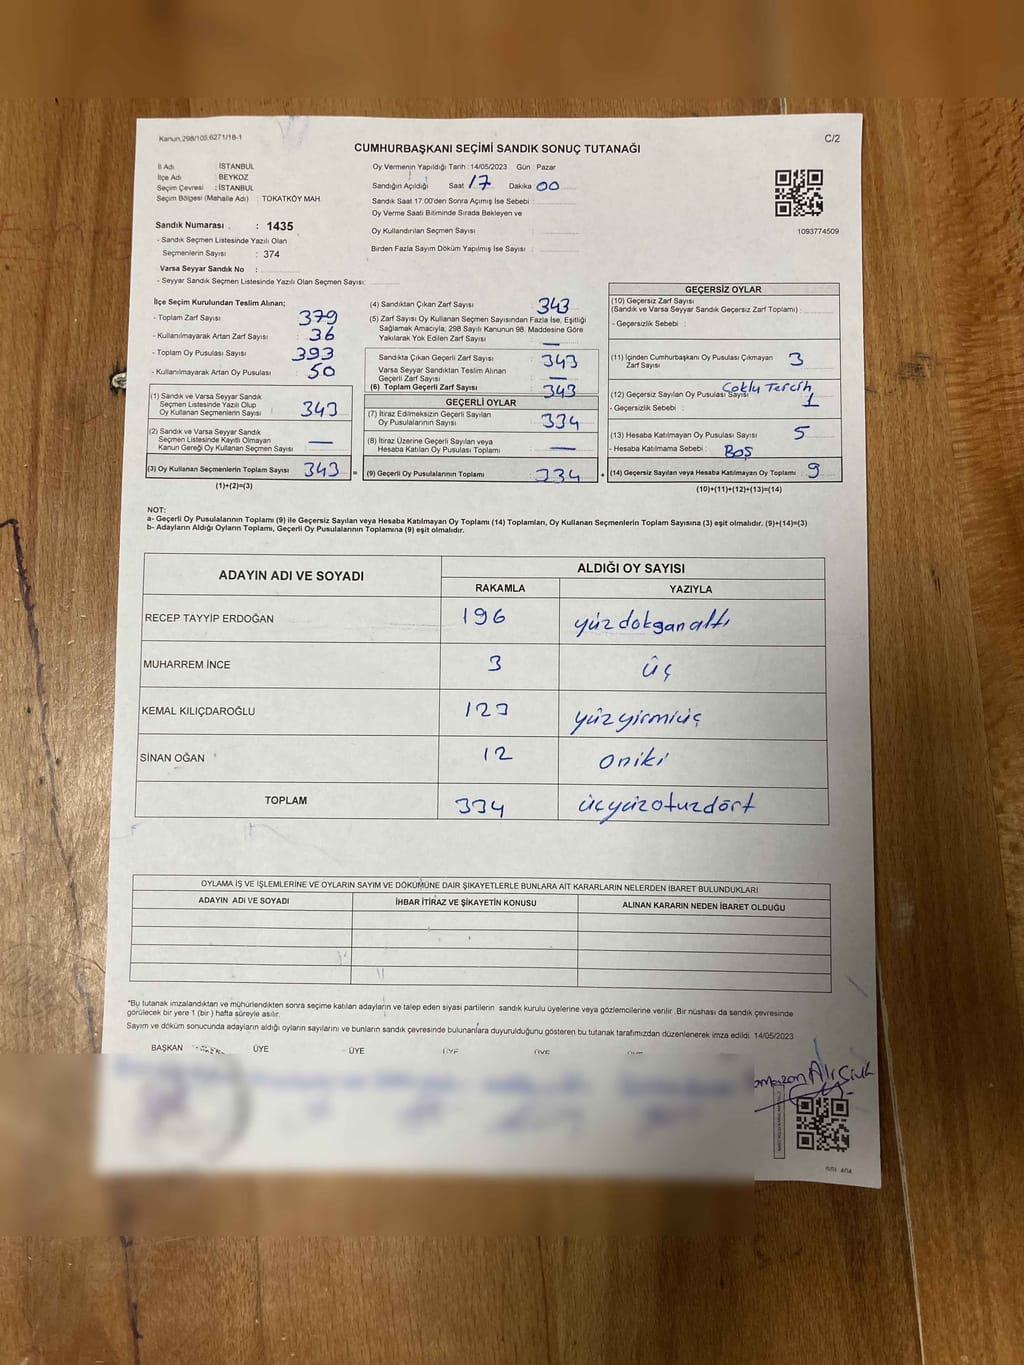 Kanun,298/105;6271/18-1
C/2
CUMHURBAŞKANI SEÇİMİ SANDIK SONUÇ TUTANAĞI
İl Adı : İSTANBUL
İlçe Adı : BEYKOZ
Seçim Çevresi : İSTANBUL
Seçim Bölgesi (Mahalle Adı) : TOKATKÖY MAH.
Sandık Numarası : 1435
- Sandık Seçmen Listesinde Yazılı Olan
Seçmenlerin Sayısı : 374
Varsa Seyyar Sandık No :
- Seyyar Sandık Seçmen Listesinde Yazılı Olan Seçmen Sayısı:
Oy Vermenin Yapıldığı Tarih :14/05/2023 Gün : Pazar
Sandığın Açıldığı Saat 17 Dakika 00
Sandık Saat 17:00'den Sonra Açımış İse Sebebi :
Oy Verme Saati Bitiminde Sırada Bekleyen ve
Oy Kullandırılan Seçmen Sayısı :
Birden Fazla Sayım Döküm Yapılmış İse Sayısı :
1093774509
İlçe Seçim Kurulundan Teslim Alınan;
- Toplam Zarf Sayısı : 379
- Kullanılmayarak Artan Zarf Sayısı : 36
- Toplam Oy Pusulası Sayısı : 393
- Kullanılmayarak Artan Oy Pusulası : 50
(1) Sandık ve Varsa Seyyar Sandık
Seçmen Listesinde Yazılı Olup
Oy Kullanan Seçmenlerin Sayısı : 343
(2) Sandık ve Varsa Seyyar Sandık
Seçmen Listesinde Kayıtlı Olmayan
Kanun Gereği Oy Kullanan Seçmen Sayısı : —
(3) Oy Kullanan Seçmenlerin Toplam Sayısı : 343 =
(1)+(2)=(3)
(4) Sandıktan Çıkan Zarf Sayısı : 343
(5) Zarf Sayısı Oy Kullanan Seçmen Sayısından Fazla İse, Eşitliği
Sağlamak Amacıyla; 298 Sayılı Kanunun 98. Maddesine Göre
Yakılarak Yok Edilen Zarf Sayısı : —
Sandıkta Çıkan Geçerli Zarf Sayısı : 343
Varsa Seyyar Sandıktan Teslim Alınan
Geçerli Zarf Sayısı : —
(6) Toplam Geçerli Zarf Sayısı : 343
GEÇERLİ OYLAR
(7) İtiraz Edilmeksizin Geçerli Sayılan
Oy Pusulalarının Sayısı : 334
(8) İtiraz Üzerine Geçerli Sayılan veya
Hesaba Katılan Oy Pusulası Toplamı : —
(9) Geçerli Oy Pusulalarının Toplamı : 334 +
GEÇERSİZ OYLAR
(10) Geçersiz Zarf Sayısı
(Sandık ve Varsa Seyyar Sandık Geçersiz Zarf Toplamı) :
- Geçersizlik Sebebi :
(11) İçinden Cumhurbaşkanı Oy Pusulası Çıkmayan
Zarf Sayısı : 3
(12) Geçersiz Sayılan Oy Pusulası Sayısı : 1
- Geçersizlik Sebebi : Çoklu Tercih
(13) Hesaba Katılmayan Oy Pusulası Sayısı : 5
- Hesaba Katılmama Sebebi : Boş
(14) Geçersiz Sayılan veya Hesaba Katılmayan Oy Toplamı : 9
(10)+(11)+(12)+(13)=(14)
NOT:
a- Geçerli Oy Pusulalarının Toplamı (9) ile Geçersiz Sayılan veya Hesaba Katılmayan Oy Toplamı (14) Toplamları, Oy Kullanan Seçmenlerin Toplam Sayısına (3) eşit olmalıdır. (9)+(14)=(3)
b- Adayların Aldığı Oyların Toplamı, Geçerli Oy Pusulalarının Toplamına (9) eşit olmalıdır.
ADAYIN ADI VE SOYADI
ALDIĞI OY SAYISI
RAKAMLA YAZIYLA
RECEP TAYYİP ERDOĞAN 196 yüzdoksanaltı
MUHARREM İNCE 3 üç
KEMAL KILIÇDAROĞLU 123 yüzyirmiüç
SİNAN OĞAN 12 oniki
TOPLAM 334 üçyüzotuzdört
OYLAMA İŞ VE İŞLEMLERİNE VE OYLARIN SAYIM VE DÖKÜMÜNE DAİR ŞİKAYETLERLE BUNLARA AİT KARARLARIN NELERDEN İBARET BULUNDUKLARI
ADAYIN ADI VE SOYADI İHBAR İTİRAZ VE ŞİKAYETİN KONUSU ALINAN KARARIN NEDEN İBARET OLDUĞU
*Bu tutanak imzalandıktan ve mühürlendikten sonra seçime katılan adayların ve talep eden siyasi partilerin sandık kurulu üyelerine veya gözlemcilerine verilir .Bir nüshası da sandık çevresinde
görülecek bir yere 1 (bir ) hafta süreyle asılır.
Sayım ve döküm sonucunda adayların aldığı oyların sayılarını ve bunların sandık çevresinde bulunanlara duyurulduğunu gösteren bu tutanak tarafımızdan düzenlenerek imza edildi. 14/05/2023
BAŞKAN ÜYE ÜYE ÜYE ÜYE ÜYE